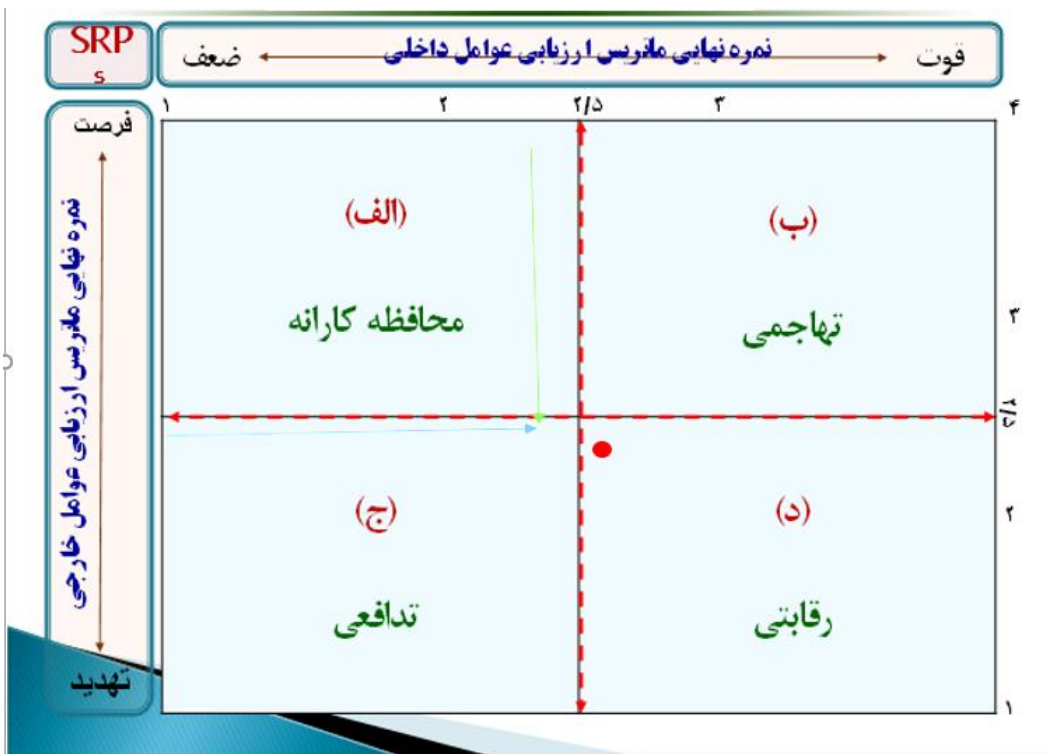 SRP
s
قوت
نمره نهایی ماتریس ارزیابی عوامل داخلی
ضعف
۱
۲
۲/۵
۳
۴
فرصت
نمره نهایی ماتریس ارزیابی عوامل خارجی
تهدید
(الف)
محافظه کارانه
(ب)
تهاجمی
(ج)
تدافعی
(د)
رقابتی
۳
۲/۵
۲
۱